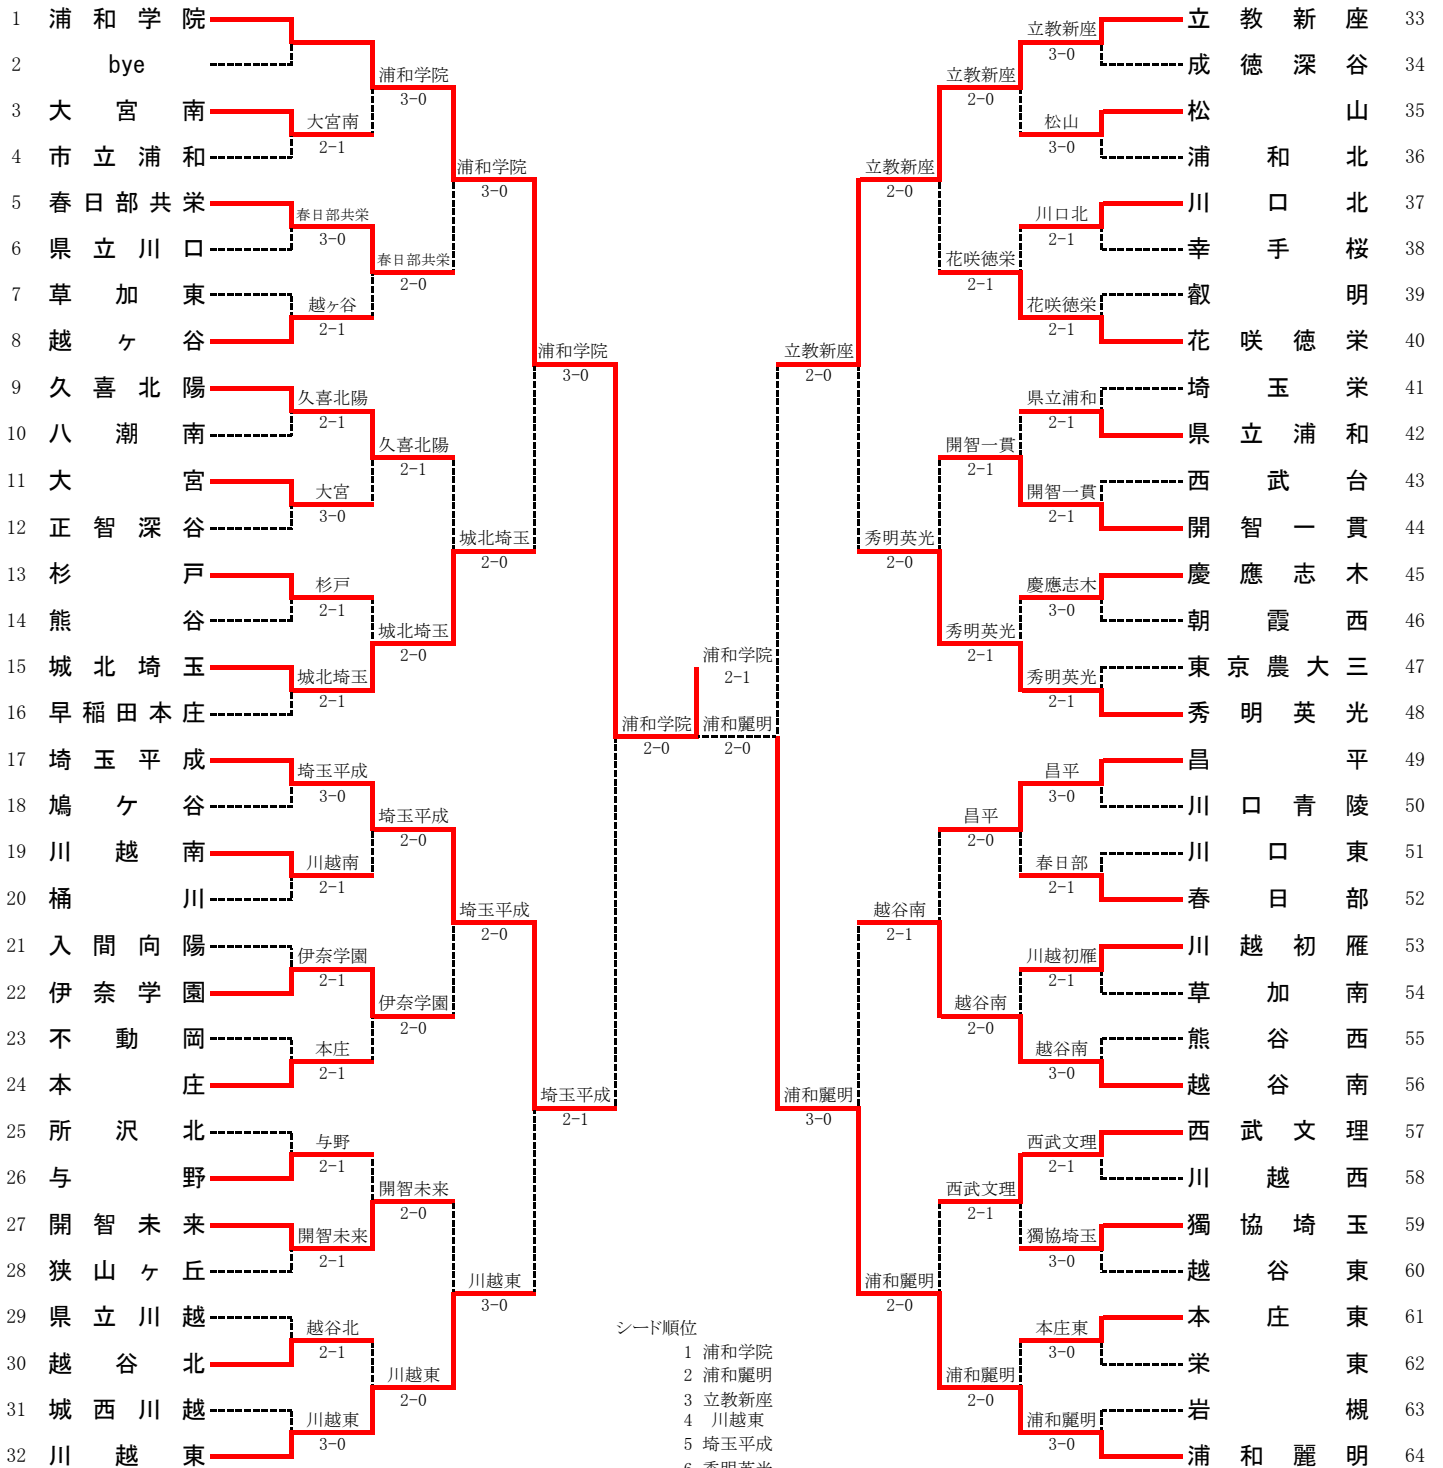 1 浦和学院
2 bye
3 大宮南
4 市立浦和
5 春日部共栄
6 県立川口
7 草加東
8 越ヶ谷
9 久喜北陽
10 八潮南
11 大宮
12 正智深谷
13 杉戸
14 熊谷
15 城北埼玉
16 早稲田本庄
17 埼玉平成
18 鳩ケ谷
19 川越南
20 桶川
21 入間向陽
22 伊奈学園
23 不動岡
24 本庄
25 所沢北
26 与野
27 開智未来
28 狭山ヶ丘
29 県立川越
30 越谷北
31 城西川越
32 川越東
大宮南
2-1
春日部共栄
3-0
越ヶ谷
2-1
久喜北陽
2-1
大宮
3-0
杉戸
2-1
城北埼玉
2-1
埼玉平成
3-0
川越南
2-1
伊奈学園
2-1
本庄
2-1
与野
2-1
開智未来
2-1
越谷北
2-1
川越東
3-0
浦和学院
3-0
春日部共栄
2-0
久喜北陽
2-1
城北埼玉
2-0
埼玉平成
2-0
伊奈学園
2-0
開智未来
2-0
川越東
2-0
浦和学院
3-0
城北埼玉
2-0
埼玉平成
2-0
川越東
3-0
浦和学院
3-0
埼玉平成
2-1
浦和学院
2-0
浦和学院
2-1
浦和麗明
2-0
立教新座
2-0
浦和麗明
3-0
立教新座
2-0
秀明英光
2-0
越谷南
2-1
浦和麗明
2-0
立教新座
2-0
花咲徳栄
2-1
開智一貫
2-1
秀明英光
2-1
昌平
2-0
越谷南
2-0
西武文理
2-1
浦和麗明
2-0
立教新座
3-0
松山
3-0
川口北
2-1
花咲徳栄
2-1
県立浦和
2-1
開智一貫
2-1
慶應志木
3-0
秀明英光
2-1
昌平
3-0
春日部
2-1
川越初雁
2-1
越谷南
3-0
西武文理
2-1
獨協埼玉
3-0
本庄東
3-0
浦和麗明
3-0
立教新座 33
成徳深谷 34
松山 35
浦和北 36
川口北 37
幸手桜 38
叡明 39
花咲徳栄 40
埼玉栄 41
県立浦和 42
西武台 43
開智一貫 44
慶應志木 45
朝霞西 46
東京農大三 47
秀明英光 48
昌平 49
川口青陵 50
川口東 51
春日部 52
川越初雁 53
草加南 54
熊谷西 55
越谷南 56
西武文理 57
川越西 58
獨協埼玉 59
越谷東 60
本庄東 61
栄東 62
岩槻 63
浦和麗明 64
シード順位
1 浦和学院
2 浦和麗明
3 立教新座
4 川越東
5 埼玉平成
6 秀明英光